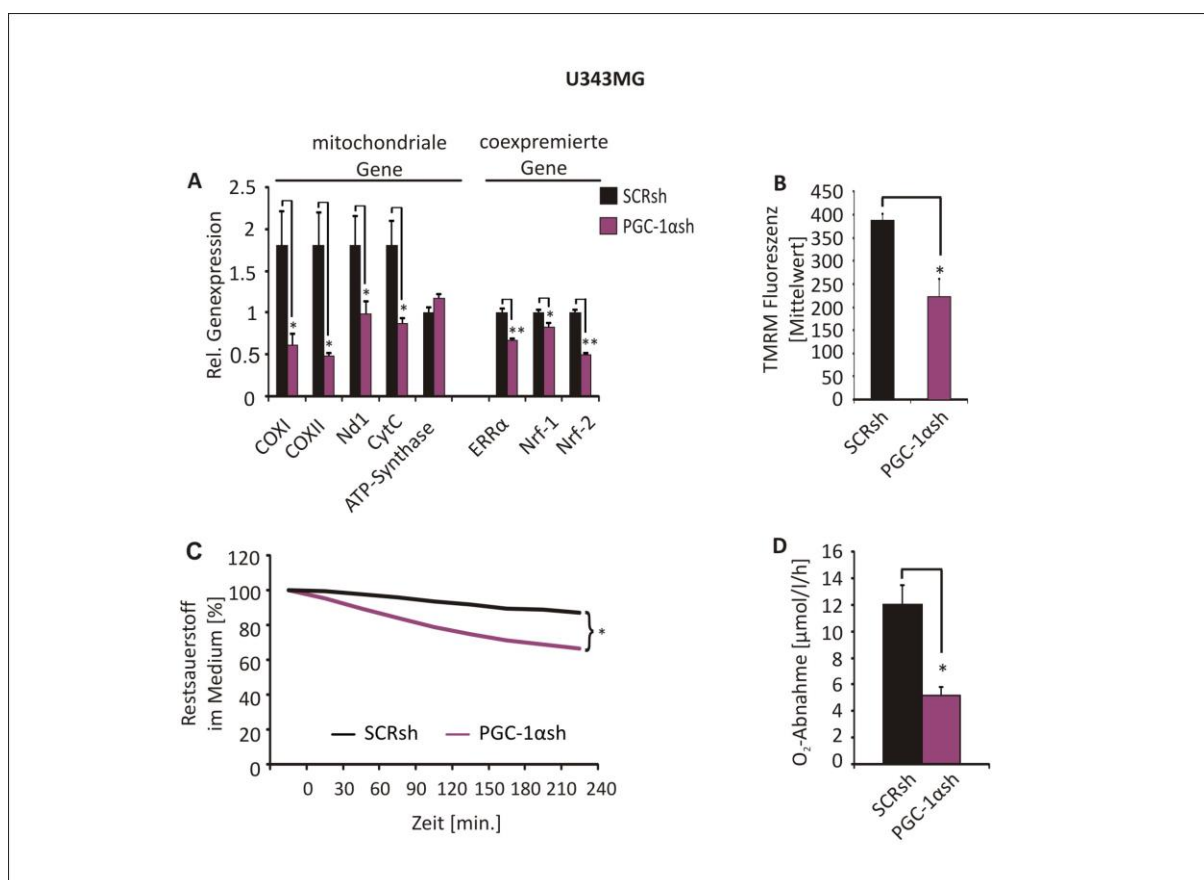 U343MG
mitochondriale
Gene
coexpremierte
Gene
A
2.5
2
1.5
1
0.5
0
Rel. Genexpression
* * * * ** * **
SCRsh
PGC-1αsh
COXI
COXII
Nd1
CytC
ATP-Synthase
ERRα
Nrf-1
Nrf-2
B
450
400
350
300
250
200
150
100
50
0
TMRM Fluoreszenz
[Mittelwert]
*
SCRsh
PGC-1αsh
C
120
100
80
60
40
20
0
Restsauerstoff
im Medium [%]
*
SCRsh PGC-1αsh
0 30 60 90 120 150 180 210 240
Zeit [min.]
D
16
14
12
10
8
6
4
2
0
O₂-Abnahme [µmol/l/h]
*
SCRsh
PGC-1αsh